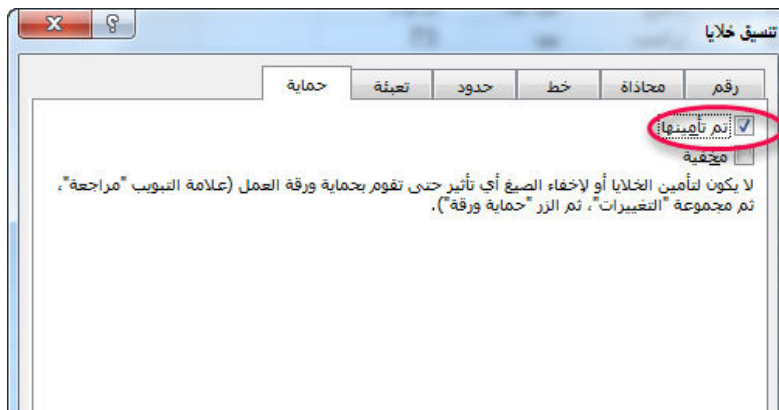 تنسيق خلايا
رقم محاذاة خط حدود تعبئة حماية
تم تأمينها
مخفية
لا يكون لتأمين الخلايا أو لإخفاء الصيغ أي تأثير حتى تقوم بحماية ورقة العمل (علامة التبويب "مراجعة"،
ثم مجموعة "التغييرات"، ثم الزر "حماية ورقة").